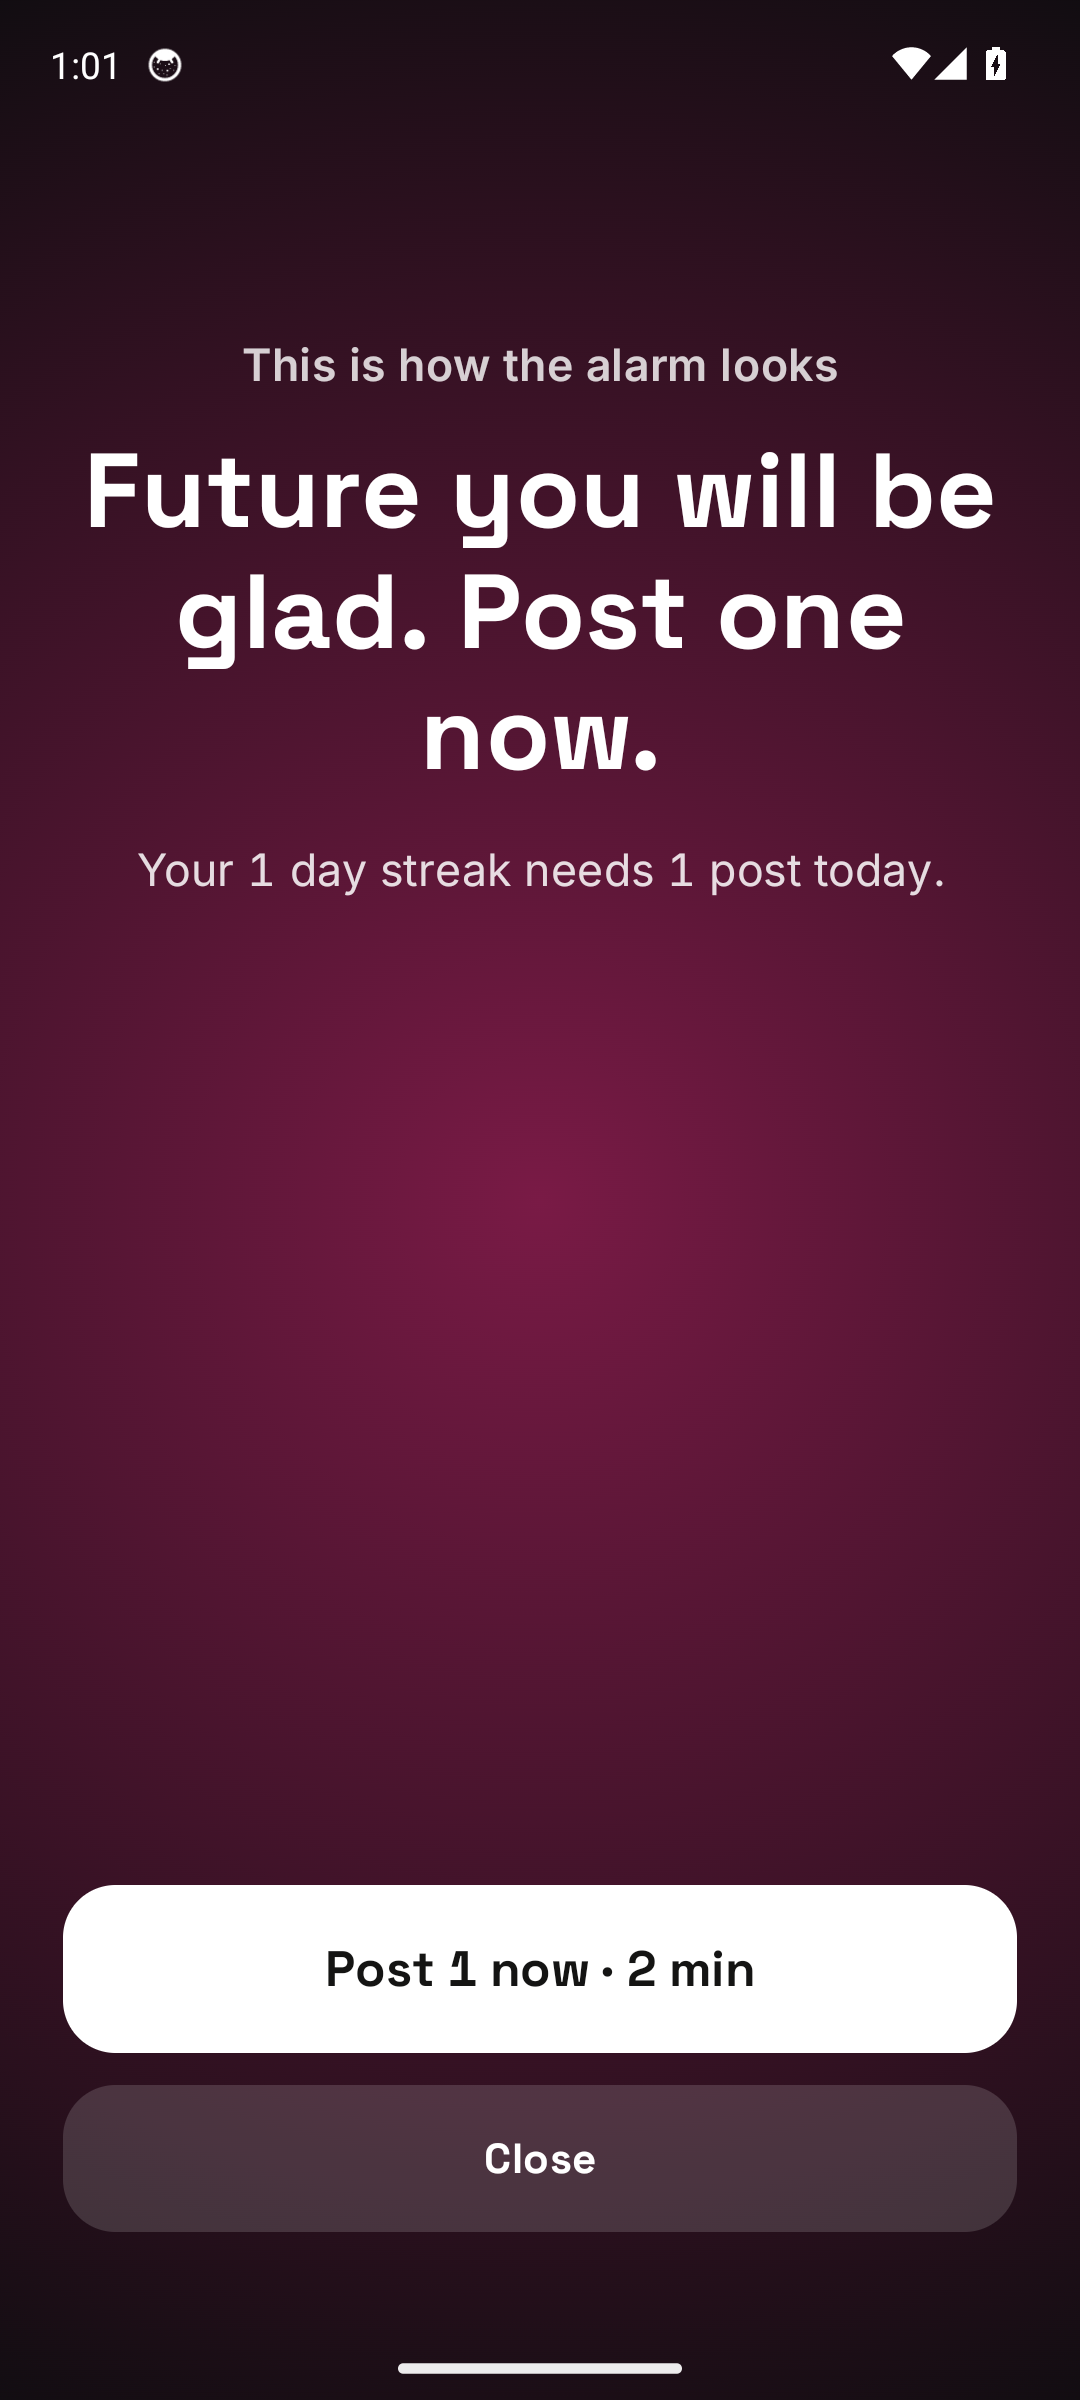 1:01
This is how the alarm looks
Future you will be
glad. Post one
now.
Your 1 day streak needs 1 post today.
Post 1 now · 2 min
Close